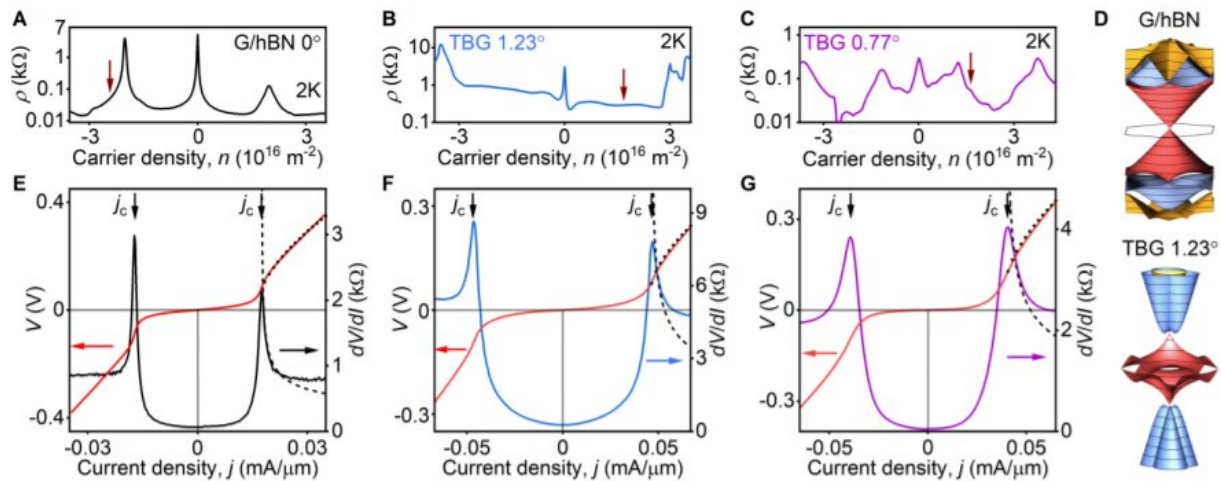 A
7
1
0.1
0.01
ρ (kΩ)
G/hBN 0°
2K
-3
0
3
Carrier density, n (10¹⁶ m⁻²)
B
10
1
0.1
ρ (kΩ)
TBG 1.23°
2K
-3
0
3
Carrier density, n (10¹⁶ m⁻²)
C
1
0.1
0.01
ρ (kΩ)
TBG 0.77°
2K
-3
0
3
Carrier density, n (10¹⁶ m⁻²)
D
G/hBN
TBG 1.23°
E
0.4
0
-0.4
V (V)
jc
jc
3
2
1
0
dV/dI (kΩ)
-0.03
0
0.03
Current density, j (mA/μm)
F
0.3
0
-0.3
V (V)
jc
jc
9
6
3
0
dV/dI (kΩ)
-0.05
0
0.05
Current density, j (mA/μm)
G
0.3
0
-0.3
V (V)
jc
jc
4
2
0
dV/dI (kΩ)
-0.05
0
0.05
Current density, j (mA/μm)